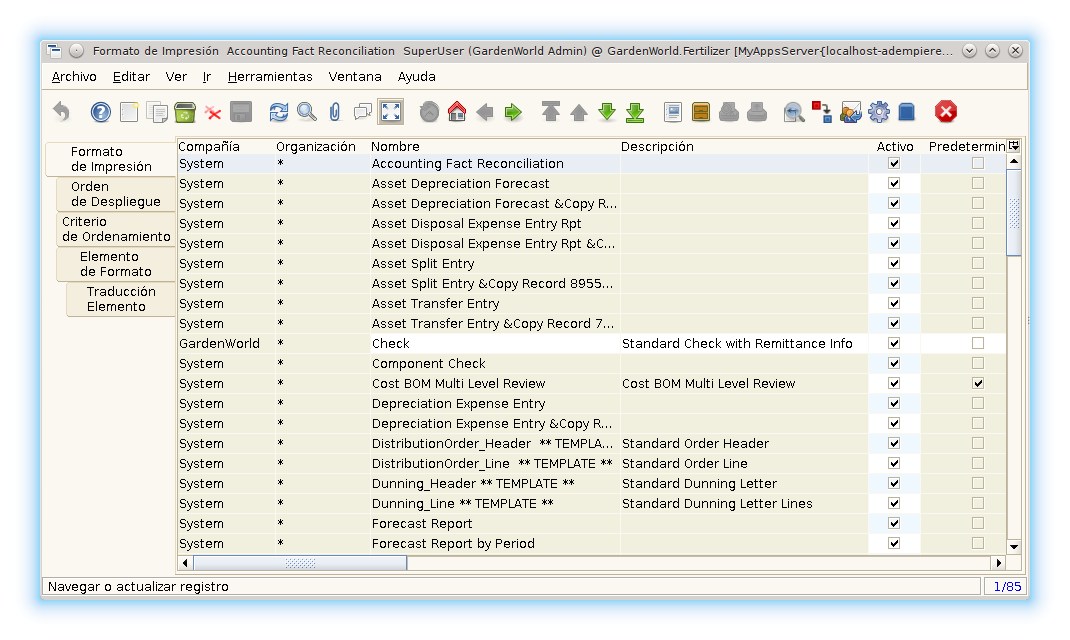 Formato de Impresión Accounting Fact Reconciliation SuperUser (GardenWorld Admin) @ GardenWorld.Fertilizer [MyAppsServer{localhost-adempiere...
Archivo Editar Ver Ir Herramientas Ventana Ayuda
Formato
de Impresión
Orden
de Despliegue
Criterio
de Ordenamiento
Elemento
de Formato
Traducción
Elemento
Compañía Organización Nombre Descripción Activo Predetermin
System * Accounting Fact Reconciliation
System * Asset Depreciation Forecast
System * Asset Depreciation Forecast &Copy R...
System * Asset Disposal Expense Entry Rpt
System * Asset Disposal Expense Entry Rpt &C...
System * Asset Split Entry
System * Asset Split Entry &Copy Record 8955...
System * Asset Transfer Entry
System * Asset Transfer Entry &Copy Record 7...
GardenWorld * Check Standard Check with Remittance Info
System * Component Check
System * Cost BOM Multi Level Review Cost BOM Multi Level Review
System * Depreciation Expense Entry
System * Depreciation Expense Entry &Copy R...
System * DistributionOrder_Header ** TEMPLA... Standard Order Header
System * DistributionOrder_Line ** TEMPLATE ** Standard Order Line
System * Dunning_Header ** TEMPLATE ** Standard Dunning Letter
System * Dunning_Line ** TEMPLATE ** Standard Dunning Letter Lines
System * Forecast Report
System * Forecast Report by Period
Navegar o actualizar registro 1/85